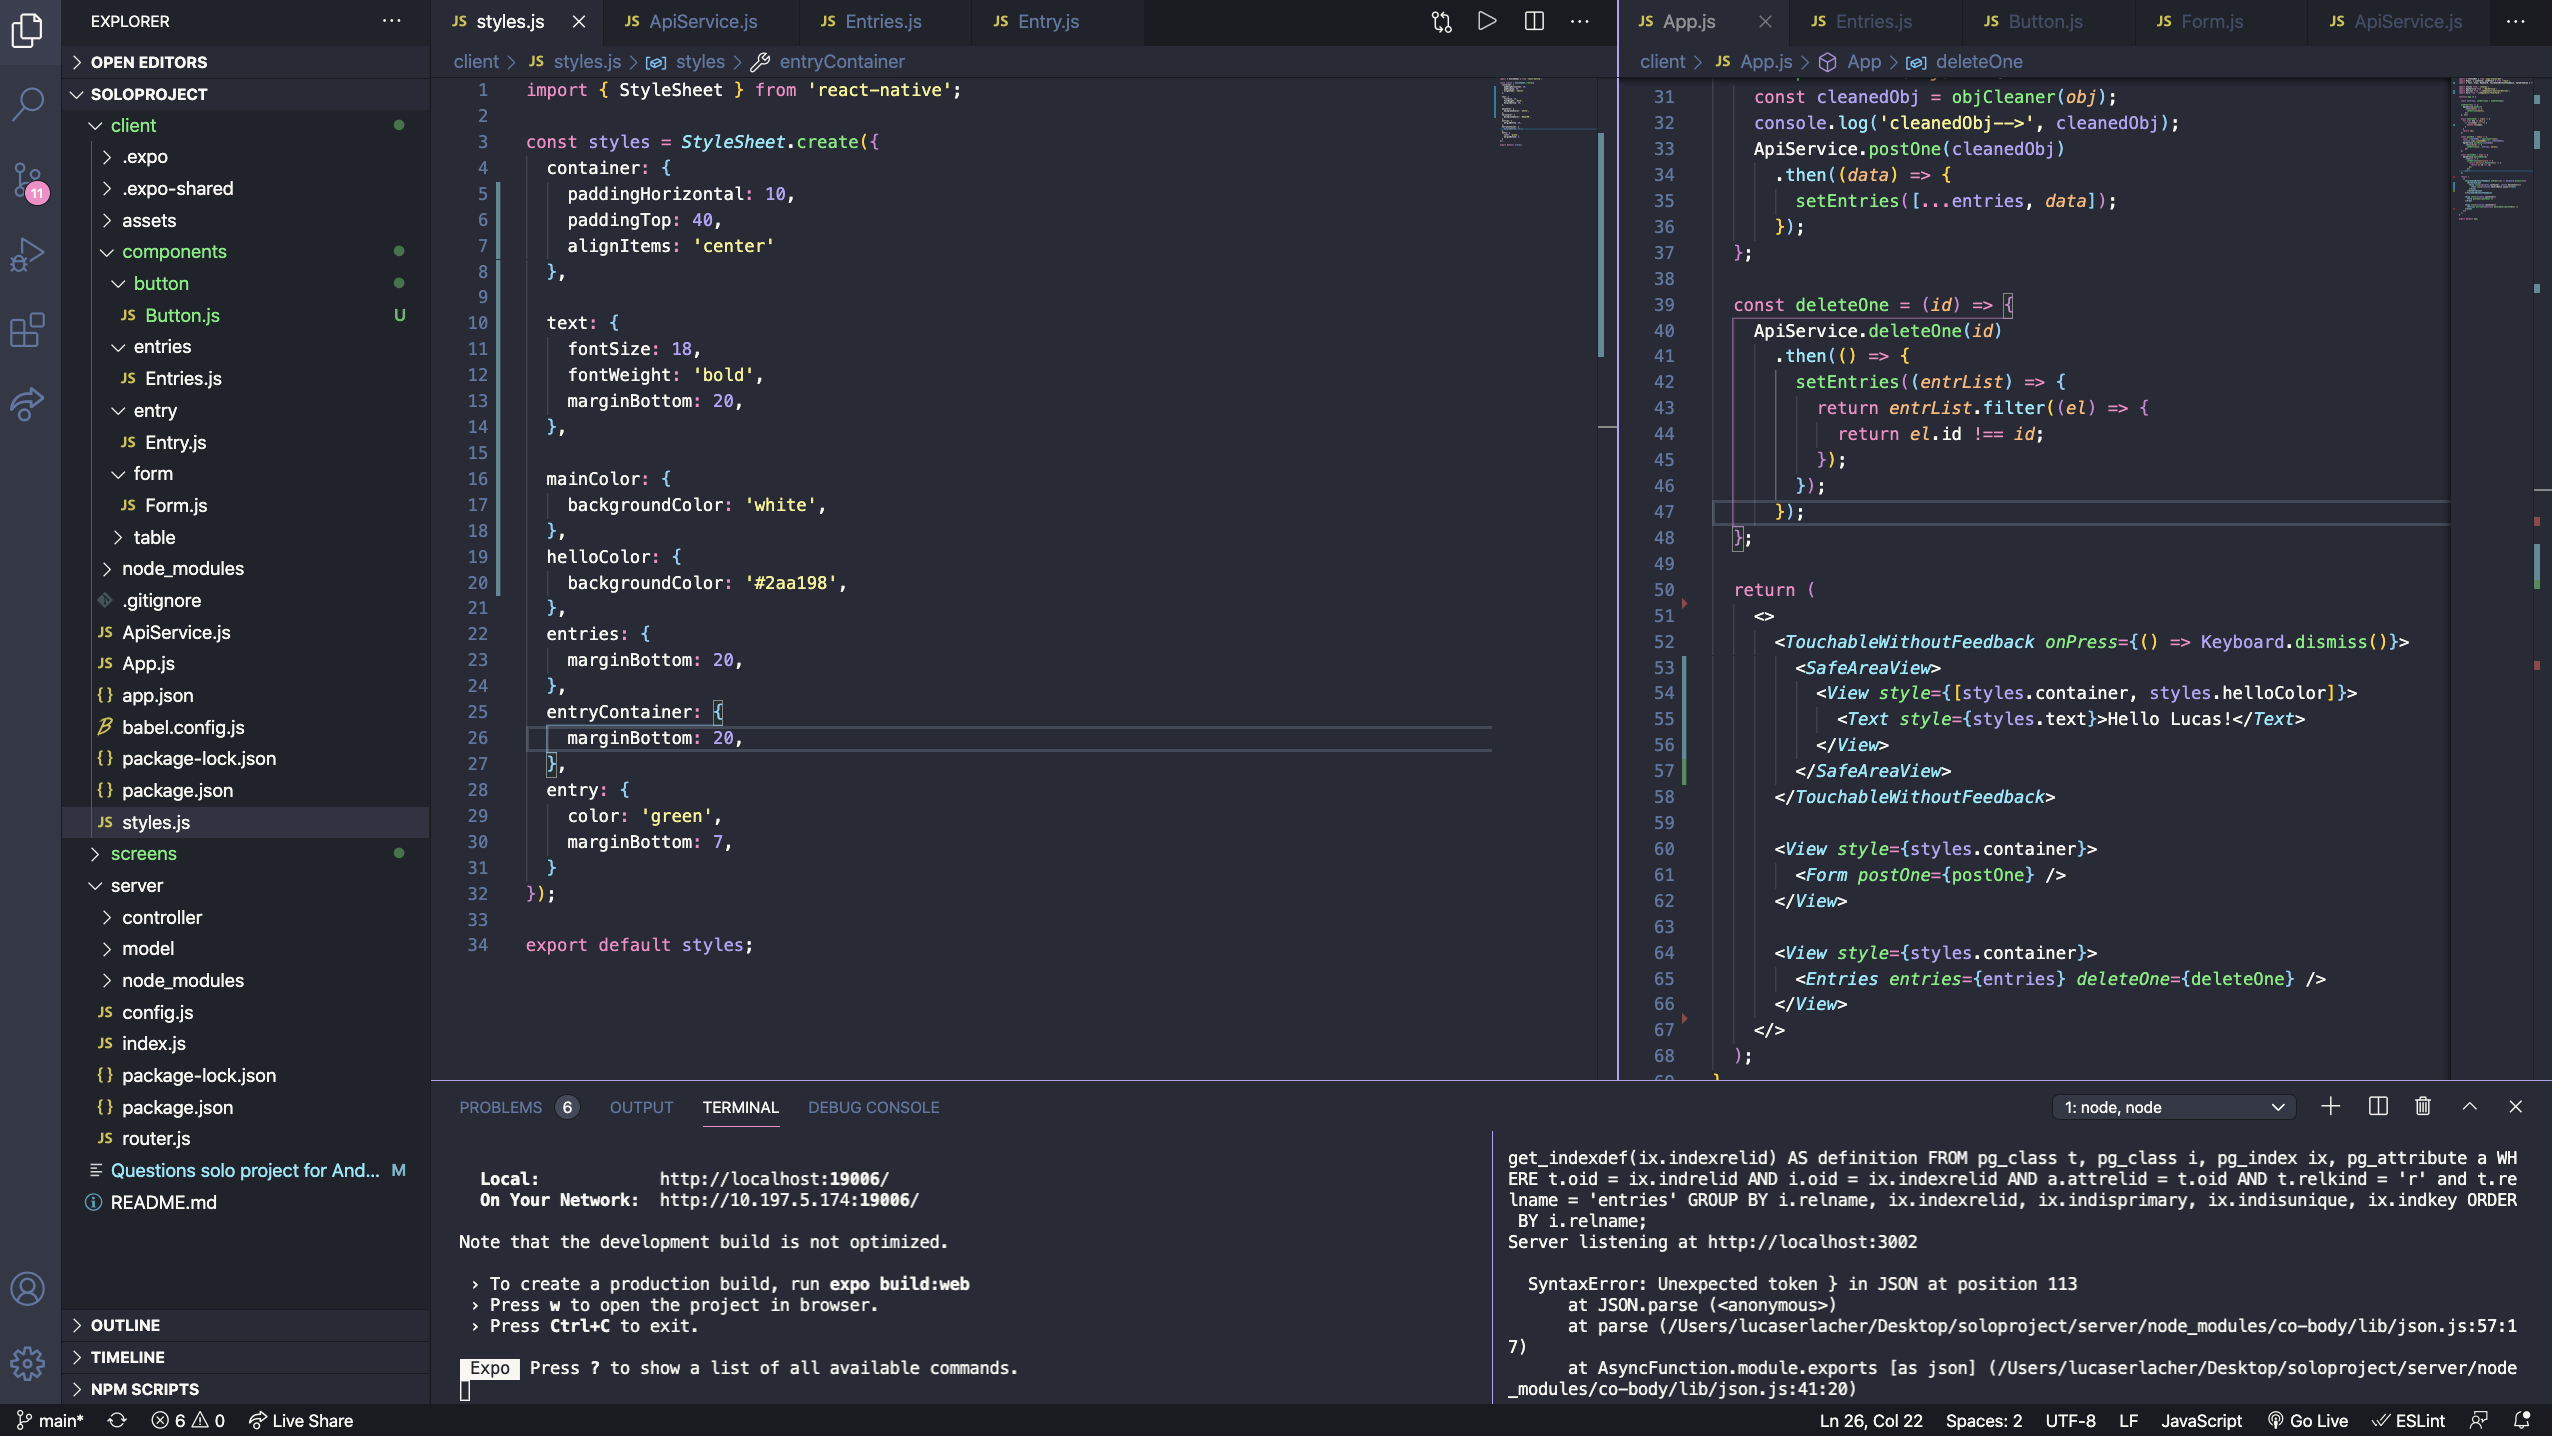 EXPLORER
OPEN EDITORS
SOLOPROJECT
client
.expo
.expo-shared
assets
components
button
JS Button.js U
entries
JS Entries.js
entry
JS Entry.js
form
JS Form.js
table
node_modules
.gitignore
JS ApiService.js
JS App.js
{} app.json
babel.config.js
{} package-lock.json
{} package.json
JS styles.js
screens
server
controller
model
node_modules
JS config.js
JS index.js
{} package-lock.json
{} package.json
JS router.js
Questions solo project for And... M
README.md
OUTLINE
TIMELINE
NPM SCRIPTS
11
JS styles.js JS ApiService.js JS Entries.js JS Entry.js
client > JS styles.js > styles > entryContainer
1 import { StyleSheet } from 'react-native';
2
3 const styles = StyleSheet.create({
4 container: {
5 paddingHorizontal: 10,
6 paddingTop: 40,
7 alignItems: 'center'
8 },
9
10 text: {
11 fontSize: 18,
12 fontWeight: 'bold',
13 marginBottom: 20,
14 },
15
16 mainColor: {
17 backgroundColor: 'white',
18 },
19 helloColor: {
20 backgroundColor: '#2aa198',
21 },
22 entries: {
23 marginBottom: 20,
24 },
25 entryContainer: {
26 marginBottom: 20,
27 },
28 entry: {
29 color: 'green',
30 marginBottom: 7,
31 }
32 });
33
34 export default styles;
JS App.js JS Entries.js JS Button.js JS Form.js JS ApiService.js
client > JS App.js > App > deleteOne
31 const cleanedObj = objCleaner(obj);
32 console.log('cleanedObj-->', cleanedObj);
33 ApiService.postOne(cleanedObj)
34 .then((data) => {
35 setEntries([...entries, data]);
36 });
37 };
38
39 const deleteOne = (id) => {
40 ApiService.deleteOne(id)
41 .then(() => {
42 setEntries((entrList) => {
43 return entrList.filter((el) => {
44 return el.id !== id;
45 });
46 });
47 });
48 };
49
50 return (
51 <>
52 <TouchableWithoutFeedback onPress={() => Keyboard.dismiss()}>
53 <SafeAreaView>
54 <View style={[styles.container, styles.helloColor]}>
55 <Text style={styles.text}>Hello Lucas!</Text>
56 </View>
57 </SafeAreaView>
58 </TouchableWithoutFeedback>
59
60 <View style={styles.container}>
61 <Form postOne={postOne} />
62 </View>
63
64 <View style={styles.container}>
65 <Entries entries={entries} deleteOne={deleteOne} />
66 </View>
67 </>
68 );
PROBLEMS 6 OUTPUT TERMINAL DEBUG CONSOLE
1: node, node
Local: http://localhost:19006/
On Your Network: http://10.197.5.174:19006/
Note that the development build is not optimized.
› To create a production build, run expo build:web
› Press w to open the project in browser.
› Press Ctrl+C to exit.
Expo Press ? to show a list of all available commands.
get_indexdef(ix.indexrelid) AS definition FROM pg_class t, pg_class i, pg_index ix, pg_attribute a WH
ERE t.oid = ix.indrelid AND i.oid = ix.indexrelid AND a.attrelid = t.oid AND t.relkind = 'r' and t.re
lname = 'entries' GROUP BY i.relname, ix.indexrelid, ix.indisprimary, ix.indisunique, ix.indkey ORDER
BY i.relname;
Server listening at http://localhost:3002
SyntaxError: Unexpected token } in JSON at position 113
at JSON.parse (<anonymous>)
at parse (/Users/lucaserlacher/Desktop/soloproject/server/node_modules/co-body/lib/json.js:57:1
7)
at AsyncFunction.module.exports [as json] (/Users/lucaserlacher/Desktop/soloproject/server/node
_modules/co-body/lib/json.js:41:20)
main* 6 0 Live Share
Ln 26, Col 22 Spaces: 2 UTF-8 LF JavaScript Go Live ESLint